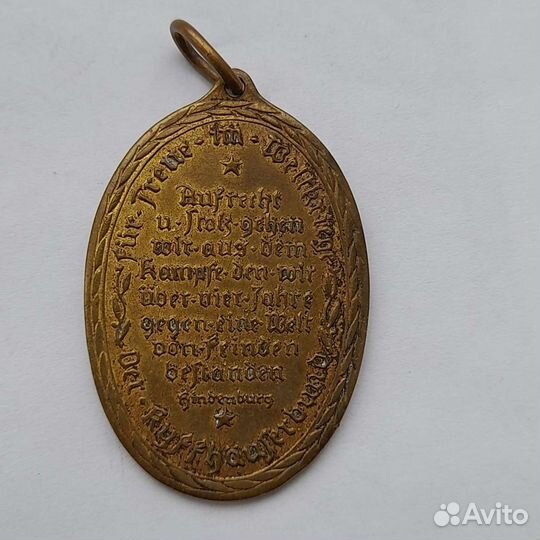 Für · Treue · im · Weltkriege
Aufrecht
u · stolz · gehen
wir · aus · dem
Kampfe · den · wir
über · vier · Jahre
gegen · eine · Welt
von · Feinden
bestanden
Hindenburg
Der · Kyffhäuserbund
Avito